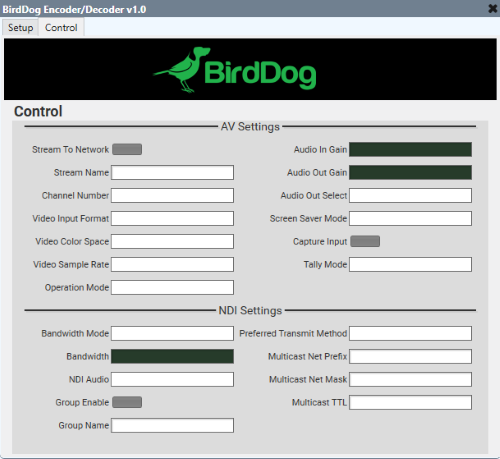 BirdDog Encoder/Decoder v1.0
Setup Control
BirdDog
Control
AV Settings
Stream To Network
Stream Name
Channel Number
Video Input Format
Video Color Space
Video Sample Rate
Operation Mode
Audio In Gain
Audio Out Gain
Audio Out Select
Screen Saver Mode
Capture Input
Tally Mode
NDI Settings
Bandwidth Mode
Bandwidth
NDI Audio
Group Enable
Group Name
Preferred Transmit Method
Multicast Net Prefix
Multicast Net Mask
Multicast TTL